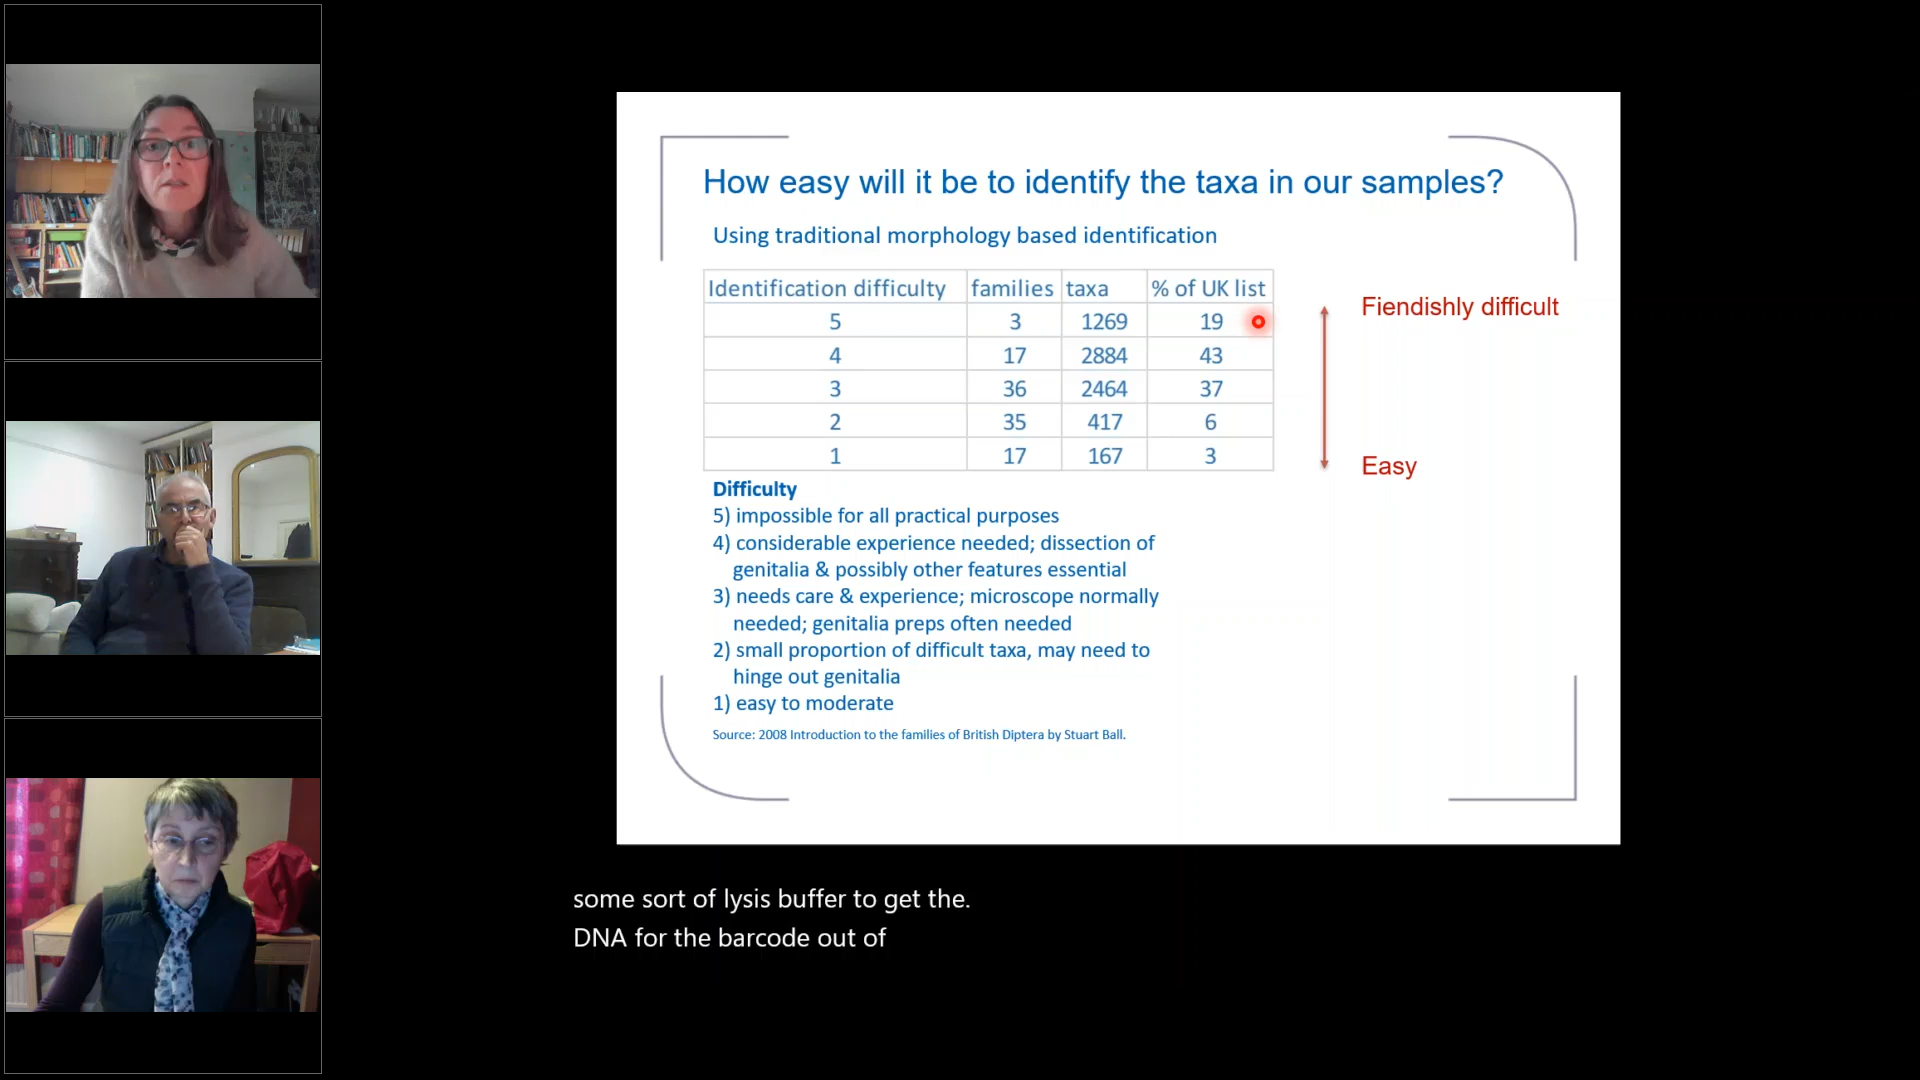 How easy will it be to identify the taxa in our samples?
Using traditional morphology based identification
Identification difficulty families taxa % of UK list
5 3 1269 19
4 17 2884 43
3 36 2464 37
2 35 417 6
1 17 167 3
Fiendishly difficult
Easy
Difficulty
5) impossible for all practical purposes
4) considerable experience needed; dissection of
genitalia & possibly other features essential
3) needs care & experience; microscope normally
needed; genitalia preps often needed
2) small proportion of difficult taxa, may need to
hinge out genitalia
1) easy to moderate
Source: 2008 Introduction to the families of British Diptera by Stuart Ball.
some sort of lysis buffer to get the.
DNA for the barcode out of